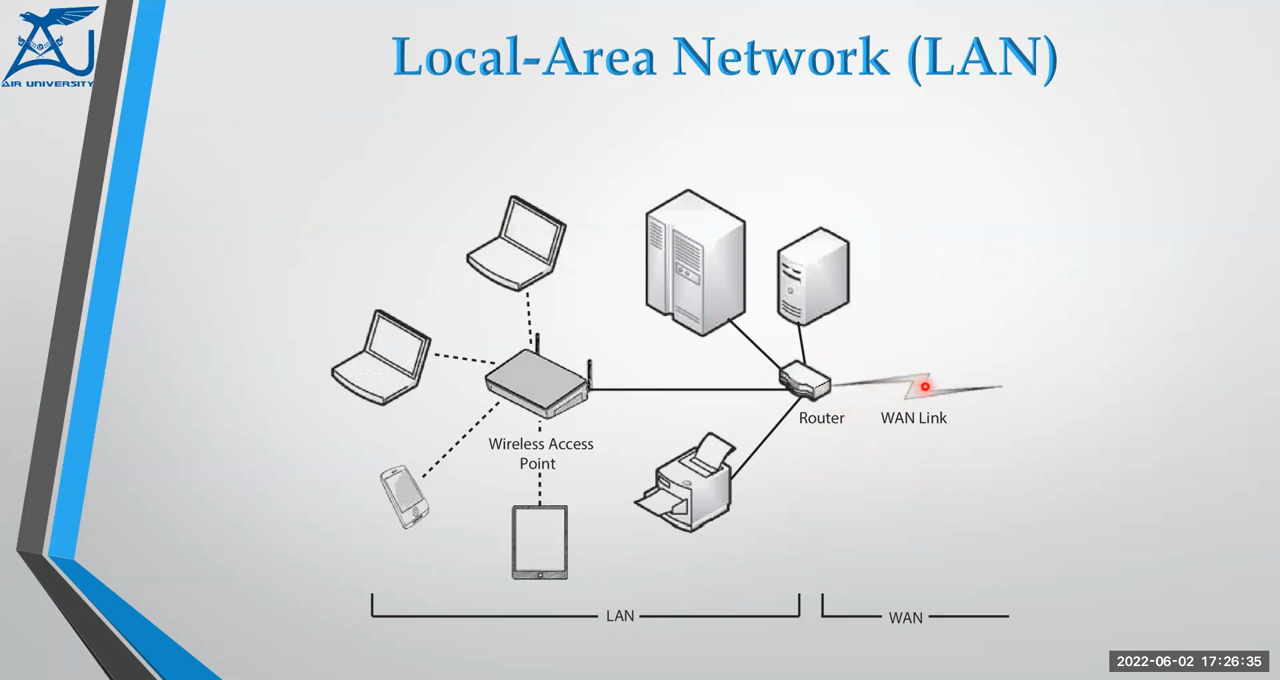 AIR UNIVERSITY
Local-Area Network (LAN)
Wireless Access
Point
Router
WAN Link
LAN
WAN
2022-06-02 17:26:35